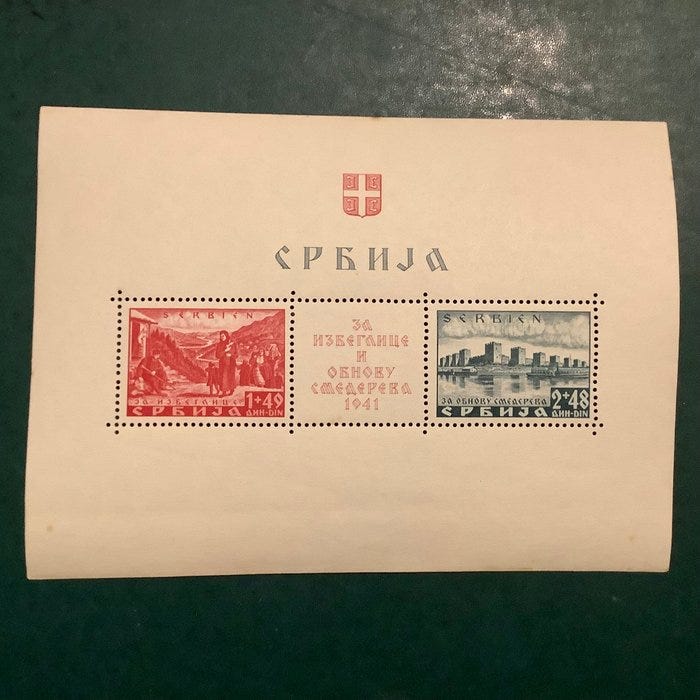 СРБИЈА
SERBIEN
ЗА ИЗБЕГЛИЦЕ
1+49
СРБИЈА
ДИН-DIN
ЗА
ИЗБЕГЛИЦЕ
И
ОБНОВУ
СМЕДЕРЕВА
1941
SERBIEN
ЗА ОБНОВУ СМЕДЕРЕВА
2+48
СРБИЈА
ДИН-DIN